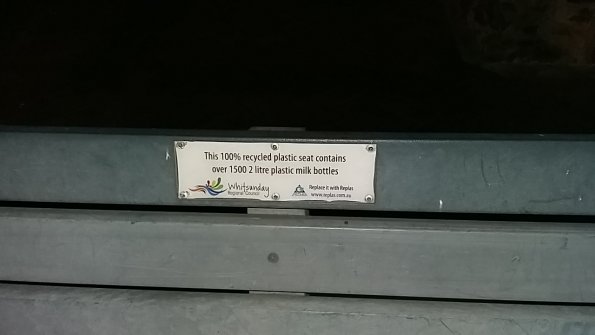 This 100% recycled plastic seat contains
over 1500 2 litre plastic milk bottles
Whitsunday
Regional Council
Replace it with Replas
www.replas.com.au